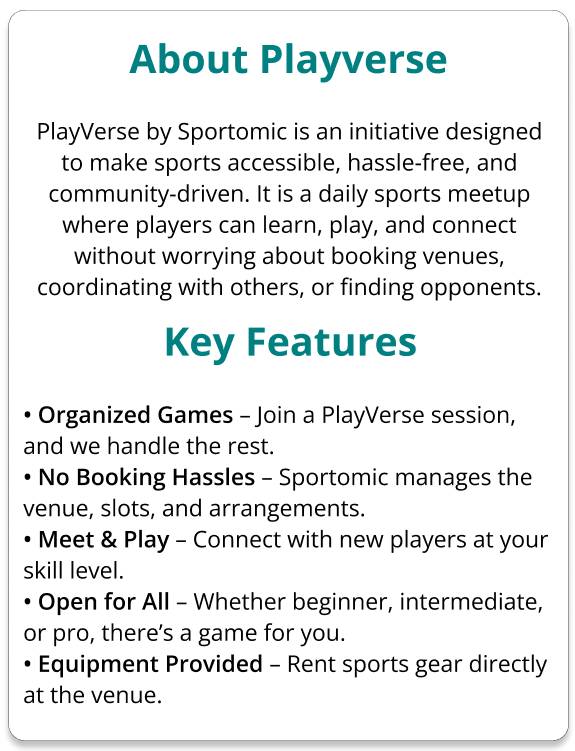 About Playverse
PlayVerse by Sportomic is an initiative designed
to make sports accessible, hassle-free, and
community-driven. It is a daily sports meetup
where players can learn, play, and connect
without worrying about booking venues,
coordinating with others, or finding opponents.
Key Features
• Organized Games – Join a PlayVerse session,
and we handle the rest.
• No Booking Hassles – Sportomic manages the
venue, slots, and arrangements.
• Meet & Play – Connect with new players at your
skill level.
• Open for All – Whether beginner, intermediate,
or pro, there’s a game for you.
• Equipment Provided – Rent sports gear directly
at the venue.